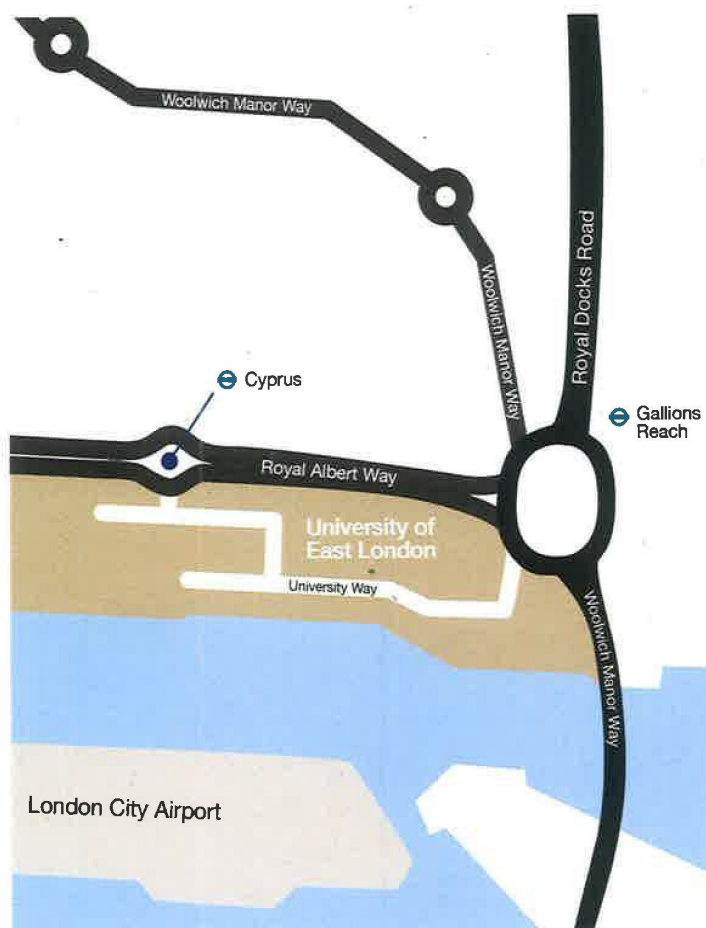 Woolwich Manor Way
Royal Docks Road
Woolwich Manor Way
Cyprus
Gallions
Reach
Royal Albert Way
University of
East London
University Way
Woolwich Manor Way
London City Airport